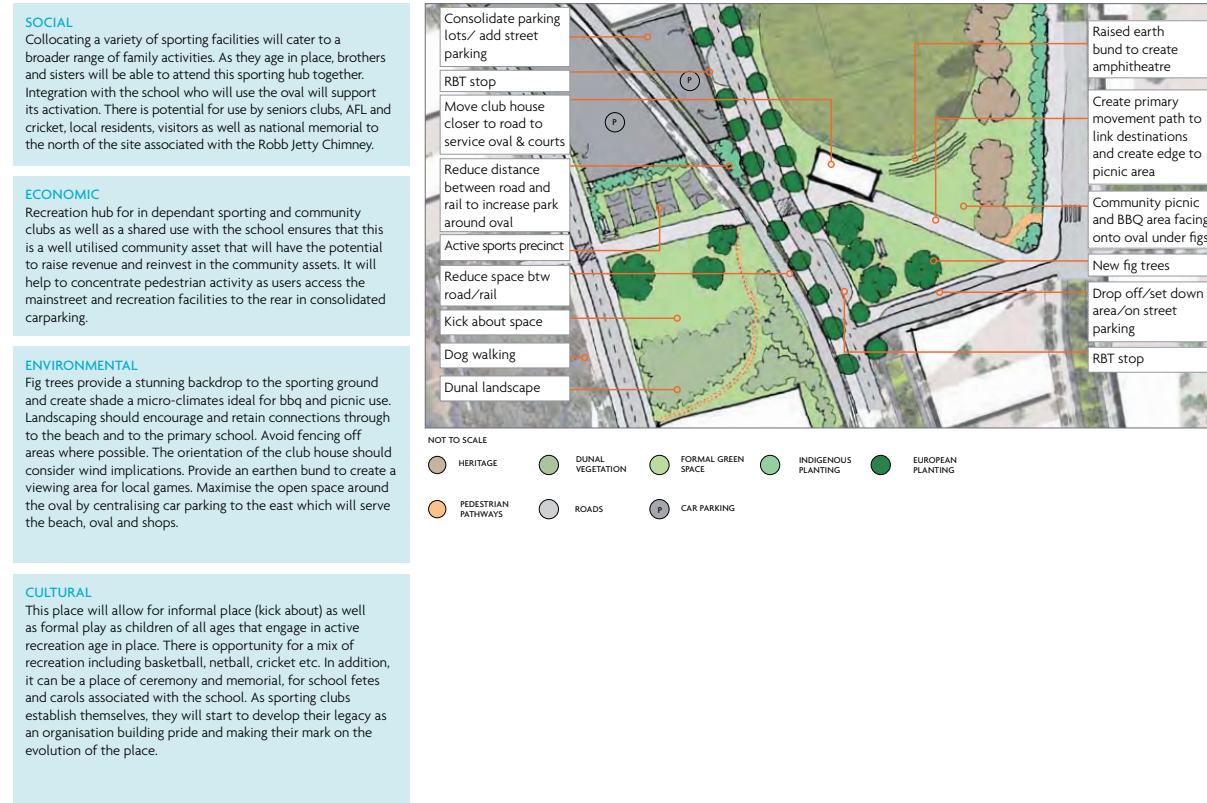 SOCIAL
Collocating a variety of sporting facilities will cater to a
broader range of family activities. As they age in place, brothers
and sisters will be able to attend this sporting hub together.
Integration with the school who will use the oval will support
its activation. There is potential for use by seniors clubs, AFL and
cricket, local residents, visitors as well as national memorial to
the north of the site associated with the Robb Jetty Chimney.
ECONOMIC
Recreation hub for in dependant sporting and community
clubs as well as a shared use with the school ensures that this
is a well utilised community asset that will have the potential
to raise revenue and reinvest in the community assets. It will
help to concentrate pedestrian activity as users access the
mainstreet and recreation facilities to the rear in consolidated
carparking.
ENVIRONMENTAL
Fig trees provide a stunning backdrop to the sporting ground
and create shade a micro-climates ideal for bbq and picnic use.
Landscaping should encourage and retain connections through
to the beach and to the primary school. Avoid fencing off
areas where possible. The orientation of the club house should
consider wind implications. Provide an earthen bund to create a
viewing area for local games. Maximise the open space around
the oval by centralising car parking to the east which will serve
the beach, oval and shops.
CULTURAL
This place will allow for informal place (kick about) as well
as formal play as children of all ages that engage in active
recreation age in place. There is opportunity for a mix of
recreation including basketball, netball, cricket etc. In addition,
it can be a place of ceremony and memorial, for school fetes
and carols associated with the school. As sporting clubs
establish themselves, they will start to develop their legacy as
an organisation building pride and making their mark on the
evolution of the place.
Consolidate parking
lots/ add street
parking
RBT stop
Move club house
closer to road to
service oval & courts
Reduce distance
between road and
rail to increase park
around oval
Active sports precinct
Reduce space btw
road/rail
Kick about space
Dog walking
Dunal landscape
P
P
Raised earth
bund to create
amphitheatre
Create primary
movement path to
link destinations
and create edge to
picnic area
Community picnic
and BBQ area facing
onto oval under figs
New fig trees
Drop off/set down
area/on street
parking
RBT stop
NOT TO SCALE
HERITAGE
DUNAL
VEGETATION
FORMAL GREEN
SPACE
INDIGENOUS
PLANTING
EUROPEAN
PLANTING
PEDESTRIAN
PATHWAYS
ROADS
P
CAR PARKING